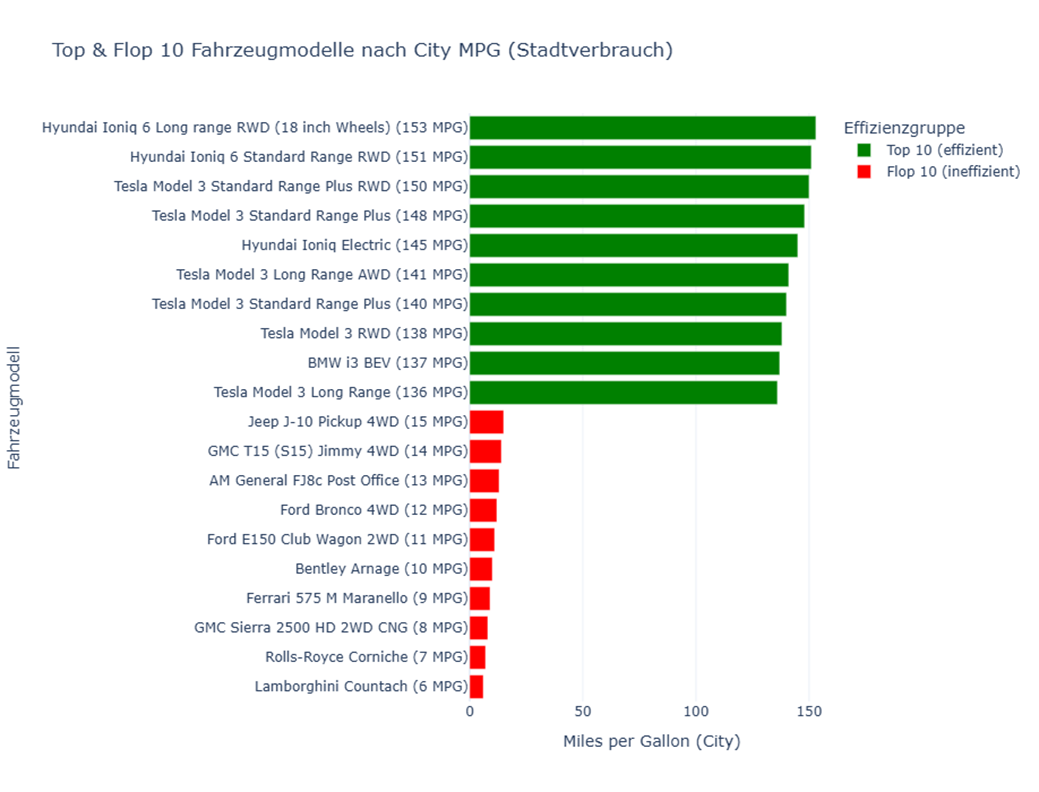 Top & Flop 10 Fahrzeugmodelle nach City MPG (Stadtverbrauch)
Hyundai Ioniq 6 Long range RWD (18 inch Wheels) (153 MPG)
Hyundai Ioniq 6 Standard Range RWD (151 MPG)
Tesla Model 3 Standard Range Plus RWD (150 MPG)
Tesla Model 3 Standard Range Plus (148 MPG)
Hyundai Ioniq Electric (145 MPG)
Tesla Model 3 Long Range AWD (141 MPG)
Tesla Model 3 Standard Range Plus (140 MPG)
Tesla Model 3 RWD (138 MPG)
BMW i3 BEV (137 MPG)
Tesla Model 3 Long Range (136 MPG)
Jeep J-10 Pickup 4WD (15 MPG)
GMC T15 (S15) Jimmy 4WD (14 MPG)
AM General FJ8c Post Office (13 MPG)
Ford Bronco 4WD (12 MPG)
Ford E150 Club Wagon 2WD (11 MPG)
Bentley Arnage (10 MPG)
Ferrari 575 M Maranello (9 MPG)
GMC Sierra 2500 HD 2WD CNG (8 MPG)
Rolls-Royce Corniche (7 MPG)
Lamborghini Countach (6 MPG)
Fahrzeugmodell
0 50 100 150
Miles per Gallon (City)
Effizienzgruppe
Top 10 (effizient)
Flop 10 (ineffizient)